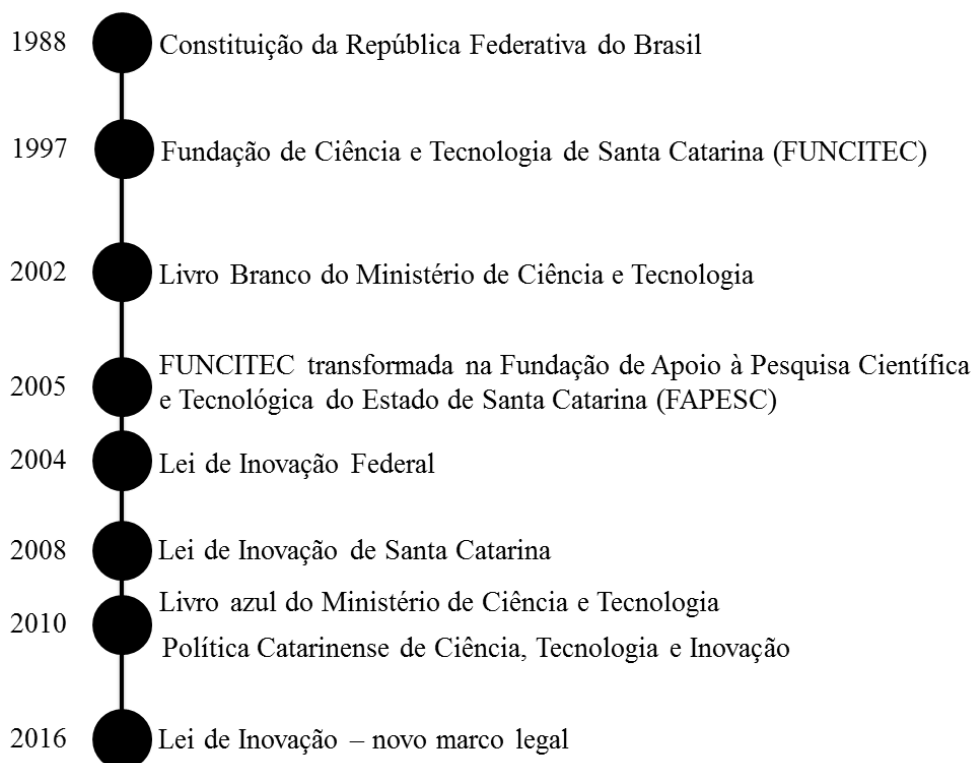 1988 Constituição da República Federativa do Brasil
1997 Fundação de Ciência e Tecnologia de Santa Catarina (FUNCITEC)
2002 Livro Branco do Ministério de Ciência e Tecnologia
2005 FUNCITEC transformada na Fundação de Apoio à Pesquisa Científica
e Tecnológica do Estado de Santa Catarina (FAPESC)
2004 Lei de Inovação Federal
2008 Lei de Inovação de Santa Catarina
2010 Livro azul do Ministério de Ciência e Tecnologia
Política Catarinense de Ciência, Tecnologia e Inovação
2016 Lei de Inovação – novo marco legal